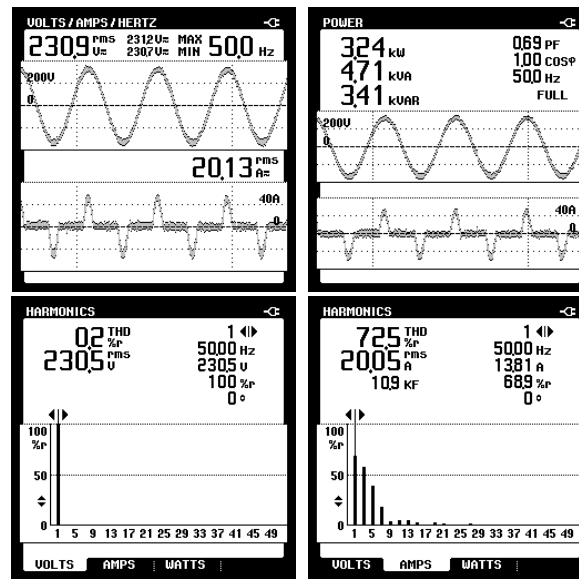 VOLTS/AMPS/HERTZ
230.9 rms V≂ 231.2 V≂ MAX 230.7 V≂ MIN 50.0 Hz
200V
0
20.13 rms A≂
40A
0
POWER
3.24 kW 0.69 PF
4.71 kVA 1.00 COSφ
3.41 kVAR 50.0 Hz
FULL
200V
0
40A
0
HARMONICS
0.2 THD %r 1
230.5 rms V 50.00 Hz
230.5 V
100 %r
0 °
100
%r
50
0
1 5 9 13 17 21 25 29 33 37 41 45 49
VOLTS AMPS WATTS
HARMONICS
72.5 THD %r 1
20.05 rms A 50.00 Hz
10.9 KF 13.81 A
68.9 %r
0 °
100
%r
50
0
1 5 9 13 17 21 25 29 33 37 41 45 49
VOLTS AMPS WATTS